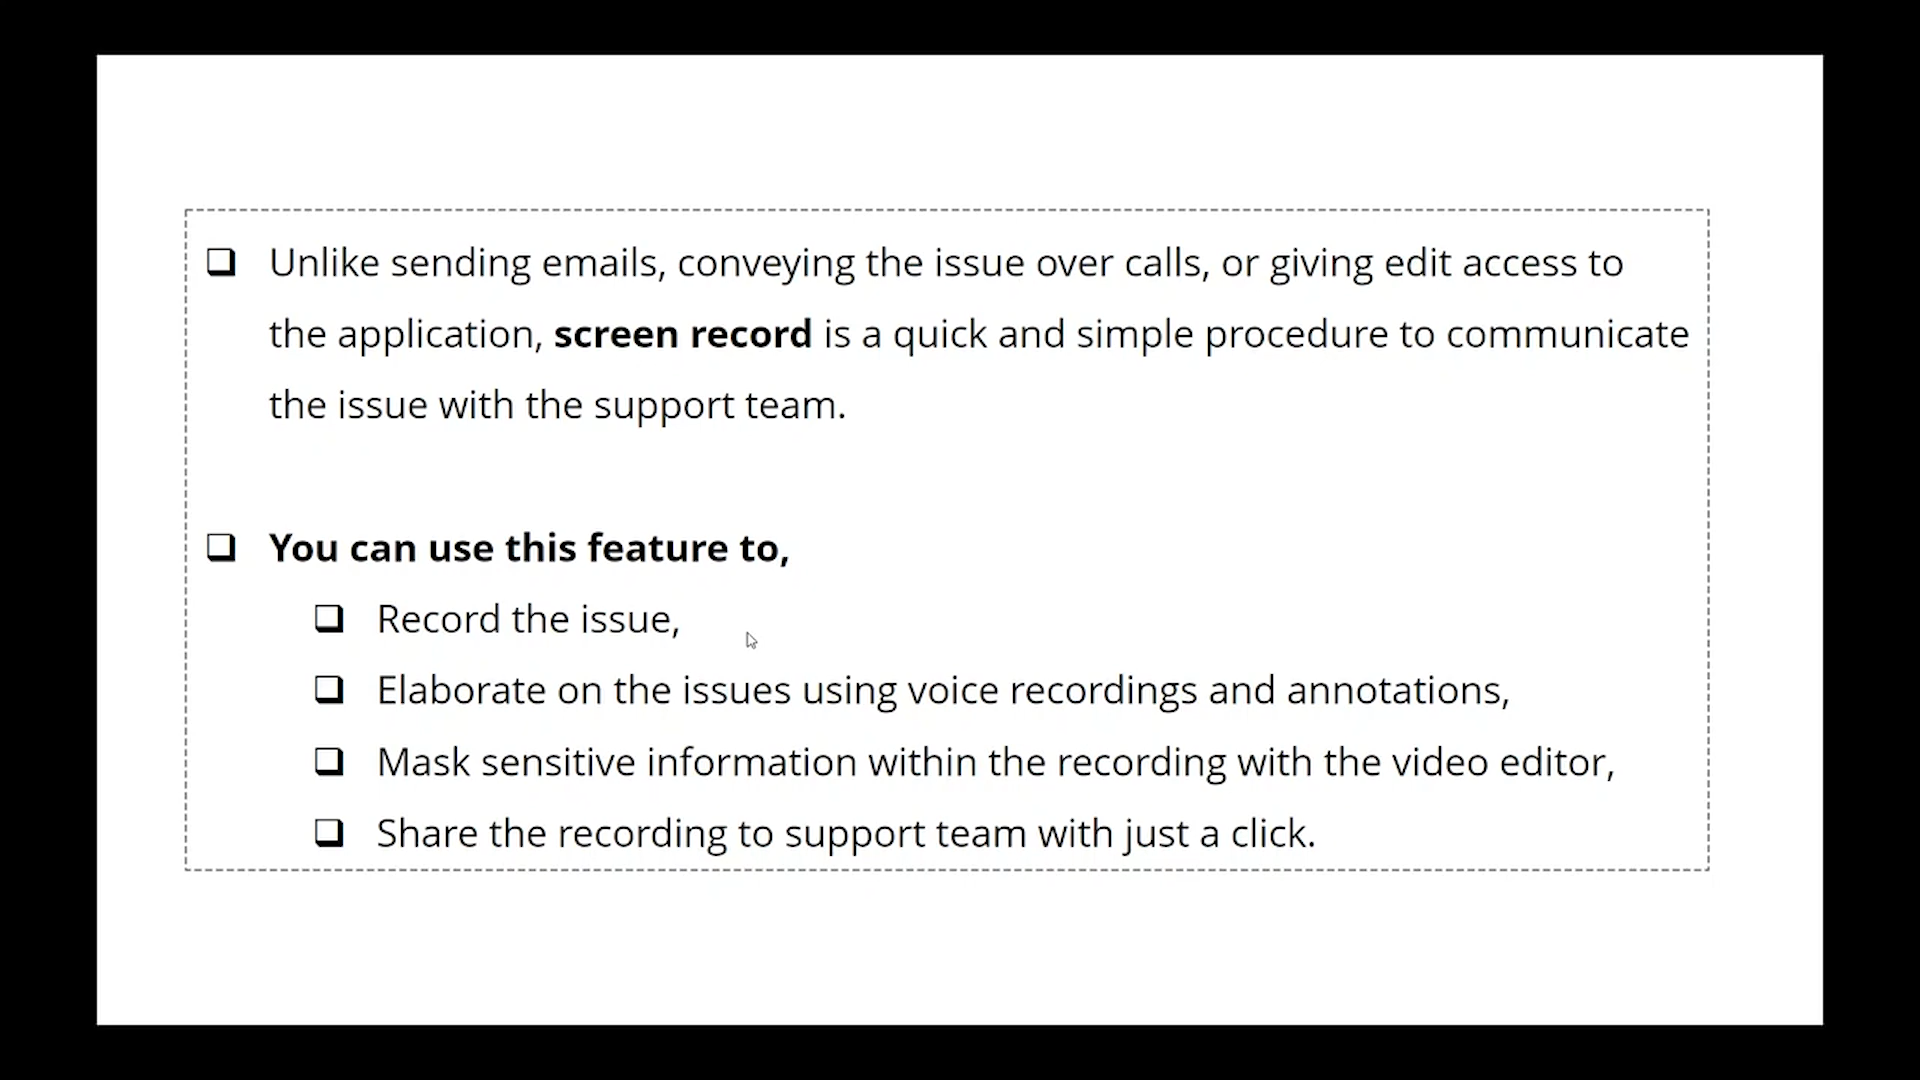 Unlike sending emails, conveying the issue over calls, or giving edit access to
the application, screen record is a quick and simple procedure to communicate
the issue with the support team.
You can use this feature to,
Record the issue,
Elaborate on the issues using voice recordings and annotations,
Mask sensitive information within the recording with the video editor,
Share the recording to support team with just a click.